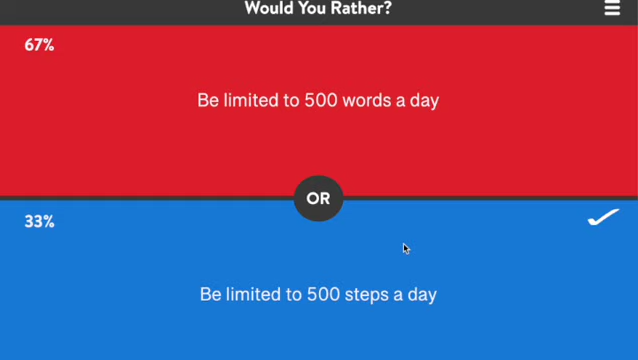 Would You Rather?
67%
Be limited to 500 words a day
OR
33%
Be limited to 500 steps a day